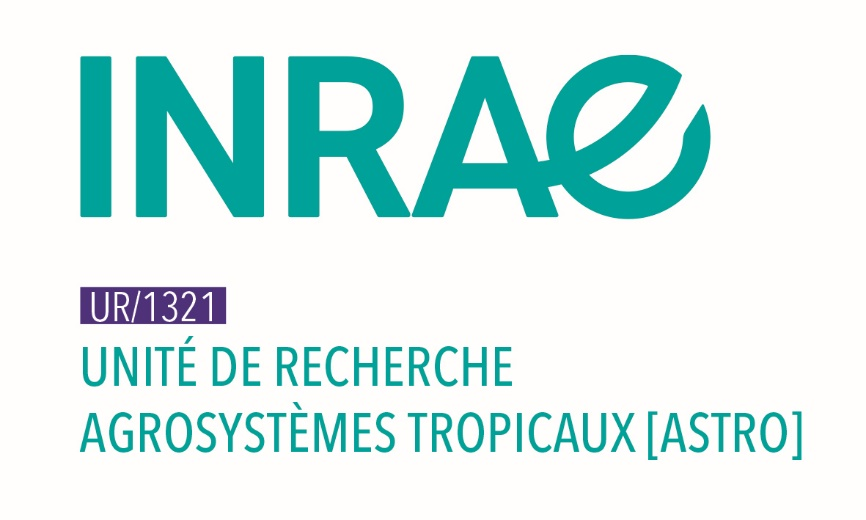 INRAE
UR/1321
UNITÉ DE RECHERCHE
AGROSYSTÈMES TROPICAUX [ASTRO]